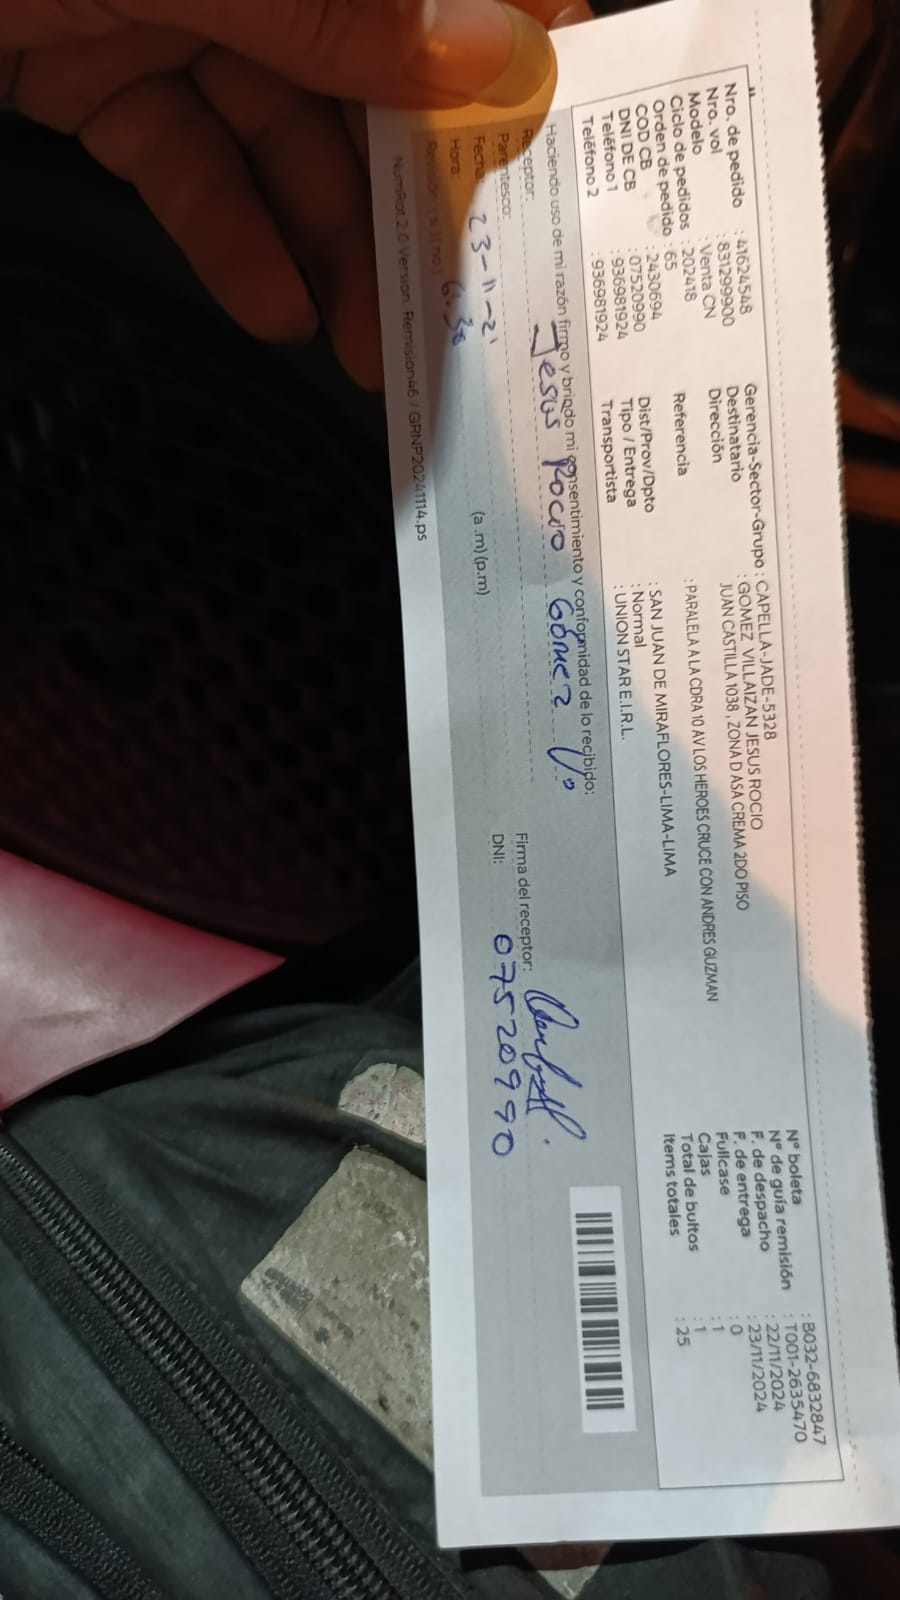 Nro. de pedido : 41624548
Nro. vol : 831299900
Modelo : Venta CN
Ciclo de pedidos : 202418
Orden de pedido : 65
COD CB : 2430694
DNI DE CB : 07520990
Teléfono 1 : 936981924
Teléfono 2 : 936981924
Gerencia-Sector-Grupo : CAPELLA-JADE-5328
Destinatario : GOMEZ VILLAIZAN JESUS ROCIO
Dirección JUAN CASTILLA 1038 , ZONA D ASA CREMA 2DO PISO
Referencia : PARALELA A LA CDRA 10 AV LOS HEROES CRUCE CON ANDRES GUZMAN
Dist/Prov/Dpto : SAN JUAN DE MIRAFLORES-LIMA-LIMA
Tipo / Entrega : Normal
Transportista : UNION STAR E.I.R.L.
N° boleta : B032-6832847
N° de guía remisión : T001-2635470
F. de despacho : 22/11/2024
F. de entrega : 23/11/2024
Fullcase : 0
Cajas : 1
Total de bultos : 1
Items totales : 25
Haciendo uso de mi razón firmo y brindo mi consentimiento y conformidad de lo recibido:
Receptor: Jesus Rocio Gómez
Parentesco:
Fecha: 23-11-2
Hora: 6:30 (a .m) (p.m)
Firma del receptor:
DNI: 07520990
Revisión ( si ) ( no )
NumRot 2.0 Version: Remision46 / GRNP20241114.ps